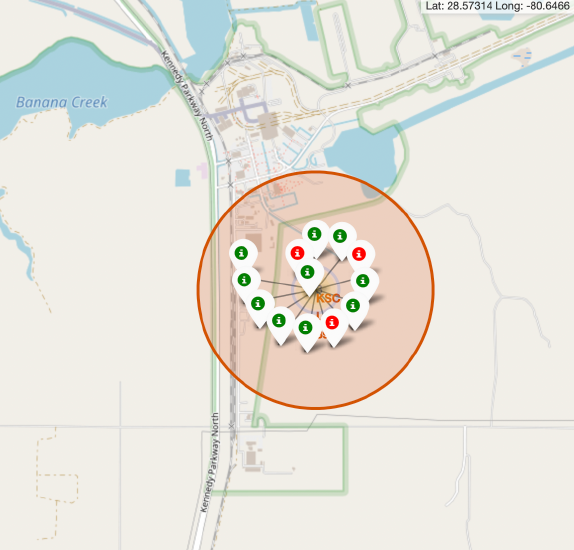 Lat: 28.57314 Long: -80.6466
Kennedy Parkway North
Banana Creek
KSC
Kennedy Parkway North